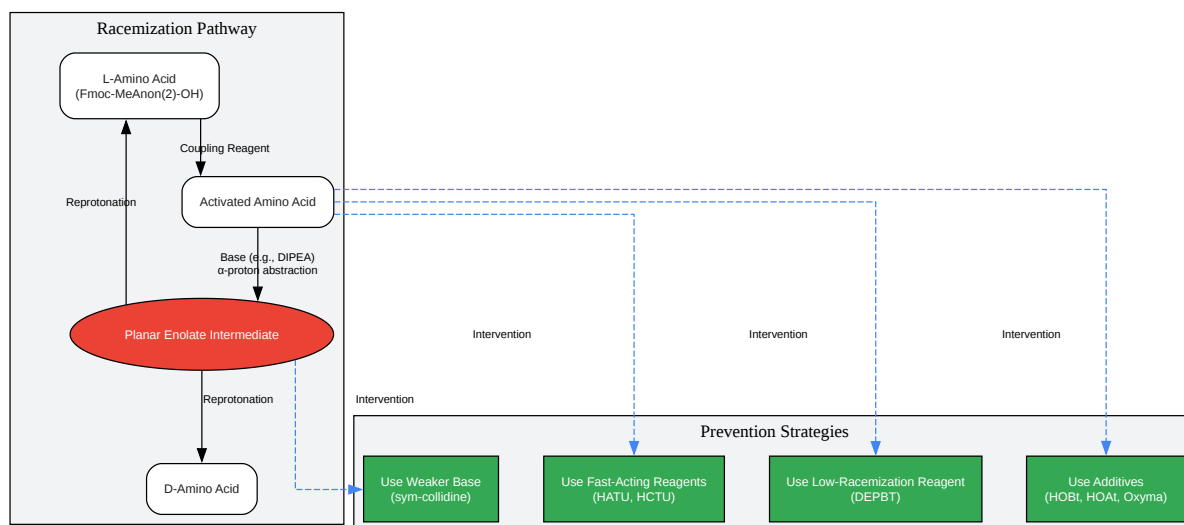 Racemization Pathway
L-Amino Acid
(Fmoc-MeAnon(2)-OH)
Coupling Reagent
Reprotonation
Activated Amino Acid
Base (e.g., DIPEA)
α-proton abstraction
Planar Enolate Intermediate
Intervention
Intervention
Intervention
Reprotonation
Intervention
D-Amino Acid
Prevention Strategies
Use Weaker Base
(sym-collidine)
Use Fast-Acting Reagents
(HATU, HCTU)
Use Low-Racemization Reagent
(DEPBT)
Use Additives
(HOBt, HOAt, Oxyma)